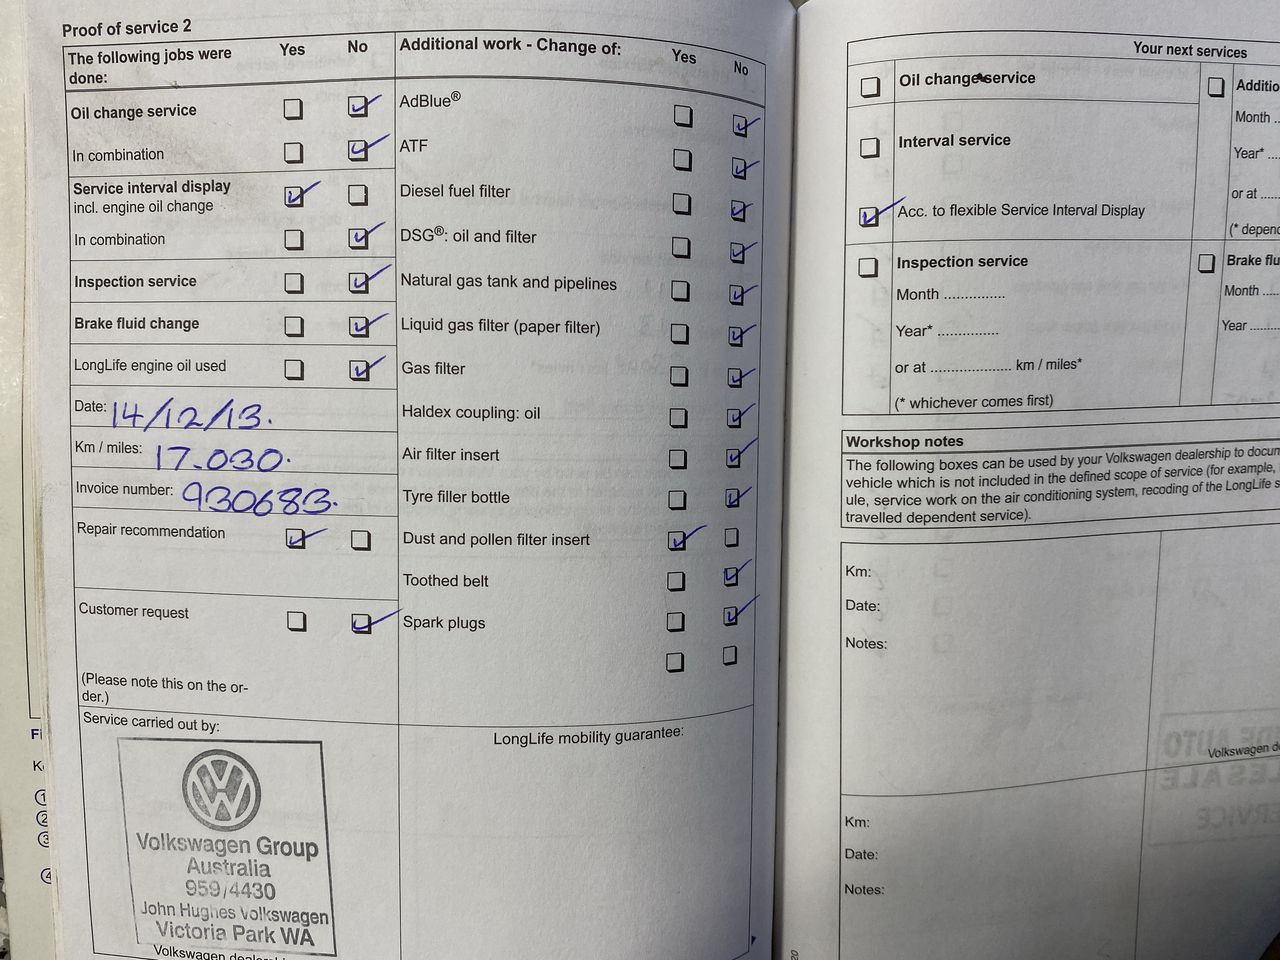 Proof of service 2
The following jobs were done:
Yes No
Additional work - Change of:
Yes No
Oil change service
In combination
Service interval display
incl. engine oil change
In combination
Inspection service
Brake fluid change
LongLife engine oil used
Date: 14/12/13.
Km / miles: 17.030.
Invoice number: 930683.
Repair recommendation
Customer request
(Please note this on the or-
der.)
Service carried out by:
Volkswagen Group
Australia
959/4430
John Hughes Volkswagen
Victoria Park WA
AdBlue®
ATF
Diesel fuel filter
DSG®: oil and filter
Natural gas tank and pipelines
Liquid gas filter (paper filter)
Gas filter
Haldex coupling: oil
Air filter insert
Tyre filler bottle
Dust and pollen filter insert
Toothed belt
Spark plugs
LongLife mobility guarantee:
Your next services
Oil change service
Interval service
Acc. to flexible Service Interval Display
Inspection service
Month ..............
Year* ..............
or at .................... km / miles*
(* whichever comes first)
Additio
Month ..
Year* ....
or at .....
(* depend
Brake flu
Month ....
Year .......
Workshop notes
The following boxes can be used by your Volkswagen dealership to docum
vehicle which is not included in the defined scope of service (for example,
ule, service work on the air conditioning system, recoding of the LongLife s
travelled dependent service).
Km:
Date:
Notes:
Volkswagen de
Km:
Date:
Notes:
20